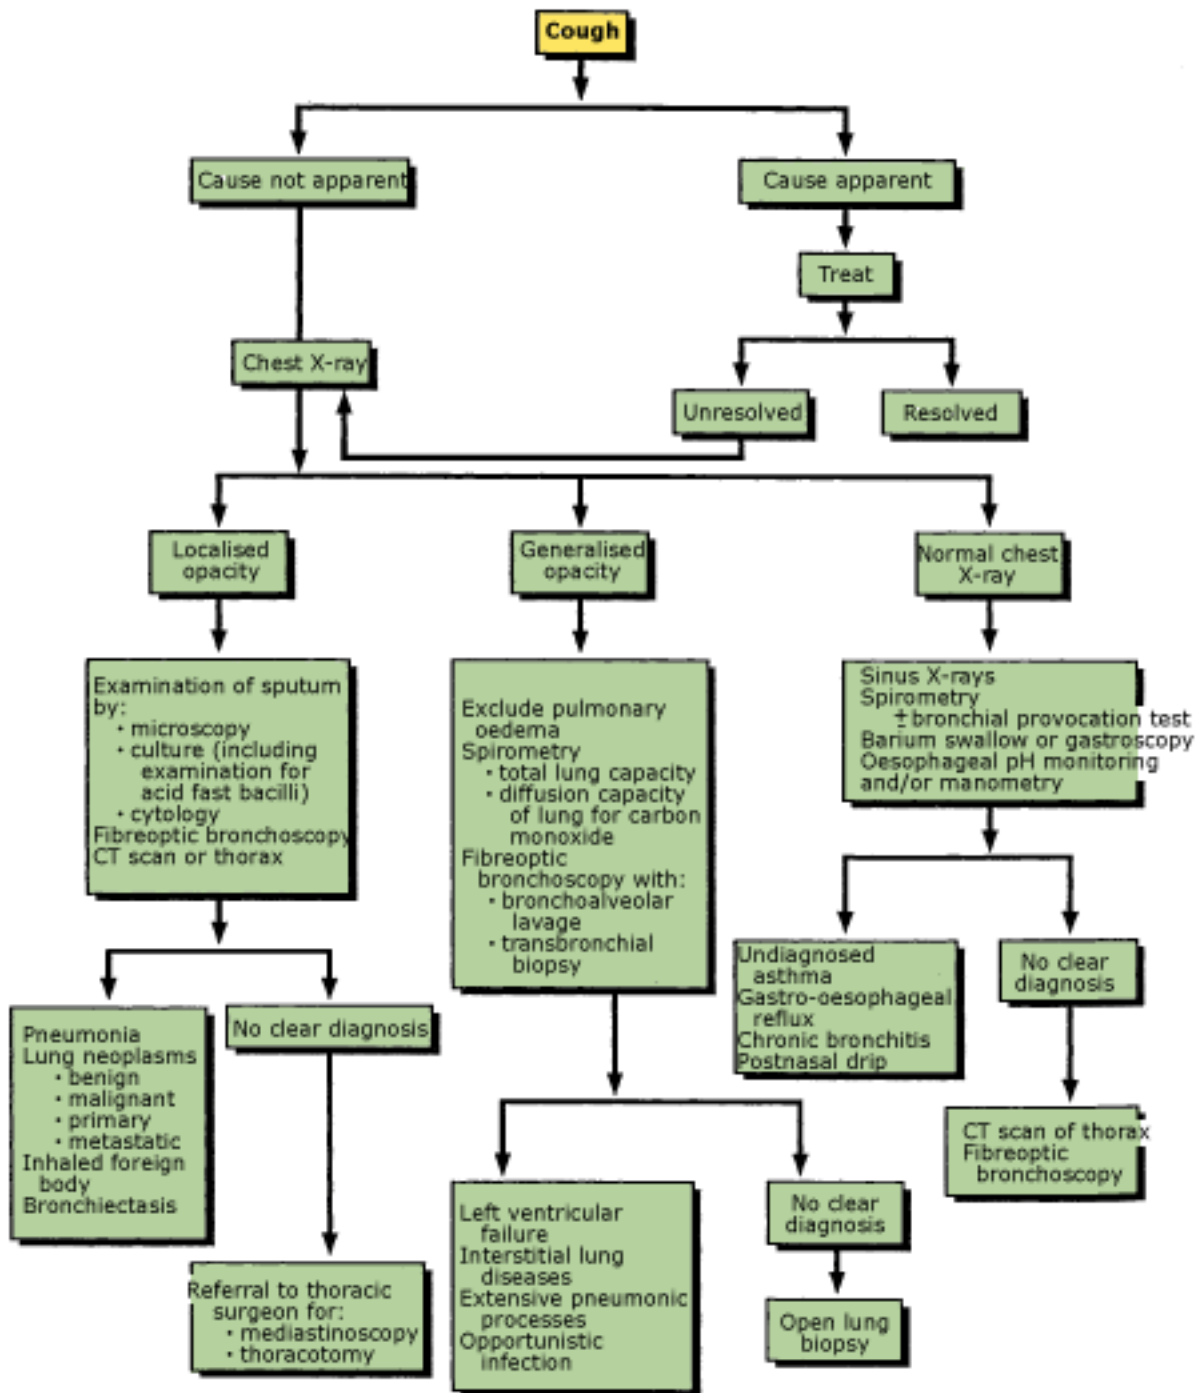 Cough
Cause not apparent
Cause apparent
Treat
Chest X-ray
Unresolved
Resolved
Localised
opacity
Generalised
opacity
Normal chest
X-ray
Examination of sputum
by:
• microscopy
• culture (including
examination for
acid fast bacilli)
• cytology
Fibreoptic bronchoscopy
CT scan or thorax
Exclude pulmonary
oedema
Spirometry
• total lung capacity
• diffusion capacity
of lung for carbon
monoxide
Fibreoptic
bronchoscopy with:
• bronchoalveolar
lavage
• transbronchial
biopsy
Sinus X-rays
Spirometry
± bronchial provocation test
Barium swallow or gastroscopy
Oesophageal pH monitoring
and/or manometry
Pneumonia
Lung neoplasms
• benign
• malignant
• primary
• metastatic
Inhaled foreign
body
Bronchiectasis
No clear diagnosis
Undiagnosed
asthma
Gastro-oesophageal
reflux
Chronic bronchitis
Postnasal drip
No clear
diagnosis
CT scan of thorax
Fibreoptic
bronchoscopy
Referral to thoracic
surgeon for:
• mediastinoscopy
• thoracotomy
Left ventricular
failure
Interstitial lung
diseases
Extensive pneumonic
processes
Opportunistic
infection
No clear
diagnosis
Open lung
biopsy